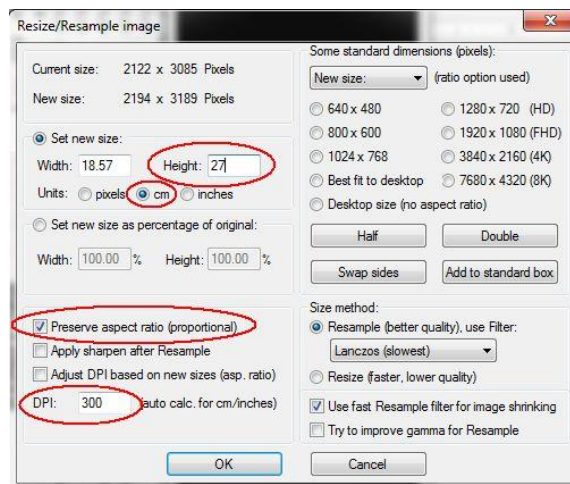 Resize/Resample image
Current size: 2122 x 3085 Pixels
New size: 2194 x 3189 Pixels
Set new size:
Width: 18.57 Height: 27
Units: pixels cm inches
Set new size as percentage of original:
Width: 100.00 % Height: 100.00 %
Preserve aspect ratio (proportional)
Apply sharpen after Resample
Adjust DPI based on new sizes (asp. ratio)
DPI: 300 (auto calc. for cm/inches)
Some standard dimensions (pixels):
New size: (ratio option used)
640 x 480 1280 x 720 (HD)
800 x 600 1920 x 1080 (FHD)
1024 x 768 3840 x 2160 (4K)
Best fit to desktop 7680 x 4320 (8K)
Desktop size (no aspect ratio)
Half Double
Swap sides Add to standard box
Size method:
Resample (better quality), use Filter:
Lanczos (slowest)
Resize (faster, lower quality)
Use fast Resample filter for image shrinking
Try to improve gamma for Resample
OK Cancel